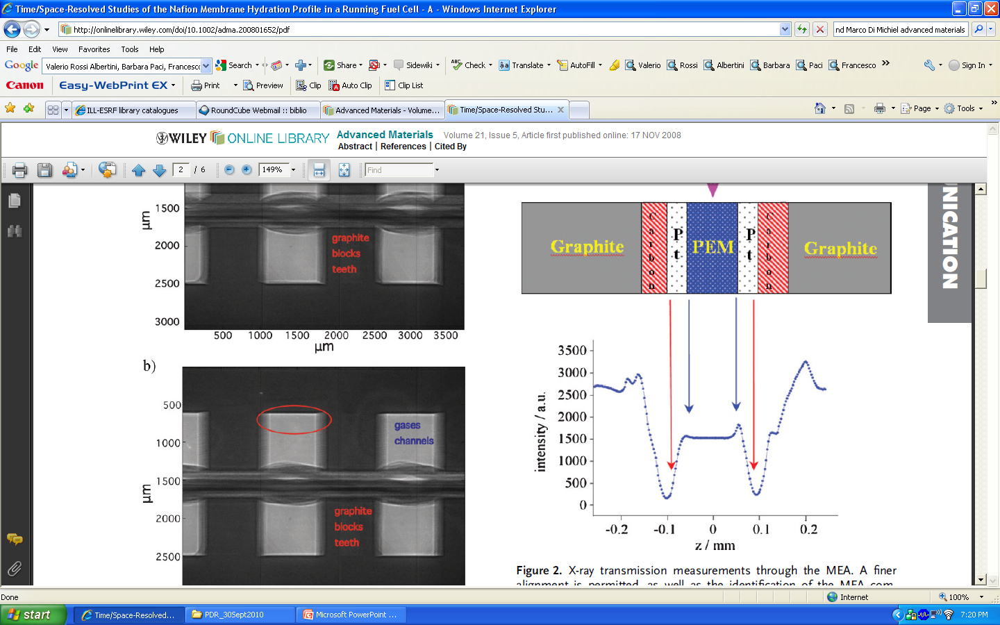 Time/Space-Resolved Studies of the Nafion Membrane Hydration Profile in a Running Fuel Cell - A - Windows Internet Explorer
http://onlinelibrary.wiley.com/doi/10.1002/adma.200801652/pdf
nd Marco Di Michiel advanced materials
File Edit View Favorites Tools Help
Google Valerio Rossi Albertini, Barbara Paci, Francesco Search Share Sidewiki Check Translate AutoFill Valerio Rossi Albertini Barbara Paci Francesco Sign In
Canon Easy-WebPrint EX Print Preview Clip Auto Clip Clip List
ILL-ESRF library catalogues RoundCube Webmail :: biblio Advanced Materials - Volume... Time/Space-Resolved Stu... Page Tools
WILEY ONLINE LIBRARY
Advanced Materials Volume 21, Issue 5, Article first published online: 17 NOV 2008
Abstract | References | Cited By
2 / 6 149% Find
1500
μm
2000
2500
3000
graphite
blocks
teeth
500 1000 1500 2000 2500 3000 3500
μm
b)
500
1000
1500
μm
2000
2500
gases
channels
graphite
blocks
teeth
Graphite Carbon Pt PEM Pt Carbon Graphite
3500
3000
2500
2000
1500
1000
500
0
intensity / a.u.
-0.2 -0.1 0 0.1 0.2
z / mm
Figure 2. X-ray transmission measurements through the MEA. A finer
alignment is permitted, as well as the identification of the MEA com-
UNICATION
Done Internet 100%
start Time/Space-Resolved... PDR_30Sept2010 Microsoft PowerPoint ... 7:20 PM